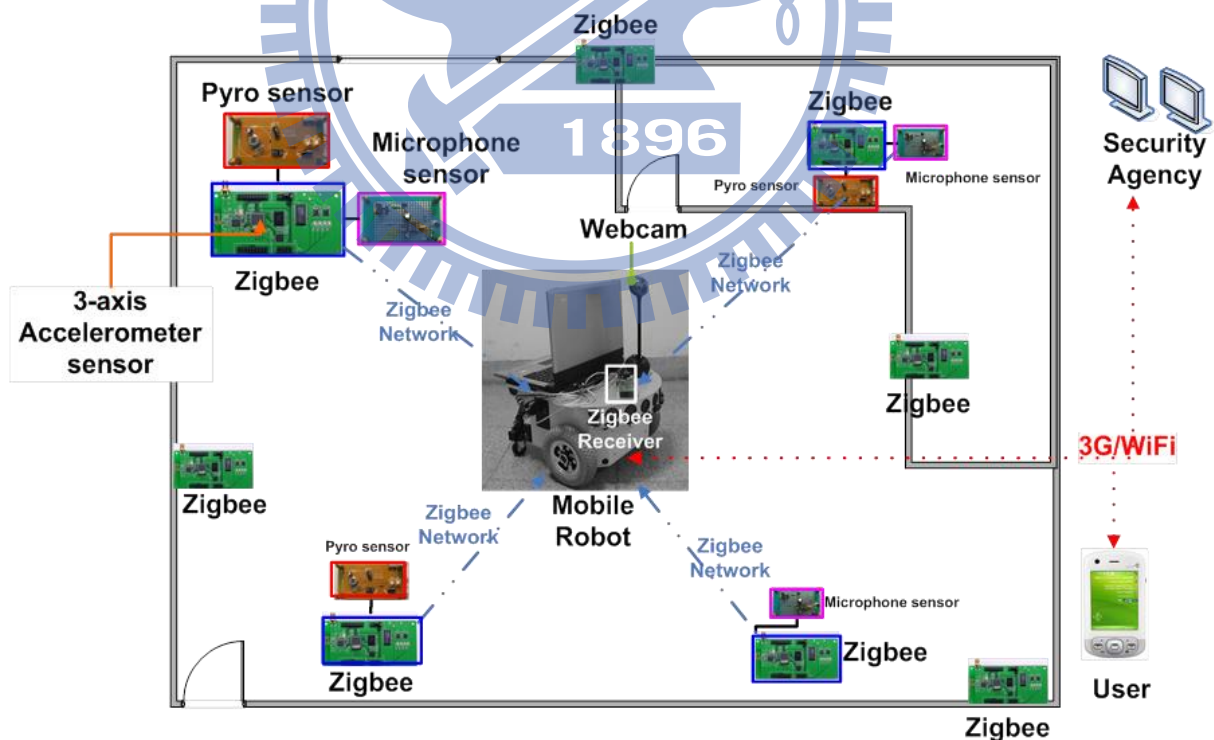 Zigbee
1896
Pyro sensor
Microphone
sensor
Zigbee
3-axis
Accelerometer
sensor
Zigbee
Network
Webcam
Zigbee
Pyro sensor
Microphone sensor
Zigbee
Network
Security
Agency
Zigbee
Zigbee
Receiver
Mobile
Robot
3G/WiFi
Zigbee
Zigbee
Network
Pyro sensor
Zigbee
Zigbee
Network
Microphone sensor
Zigbee
Zigbee
User